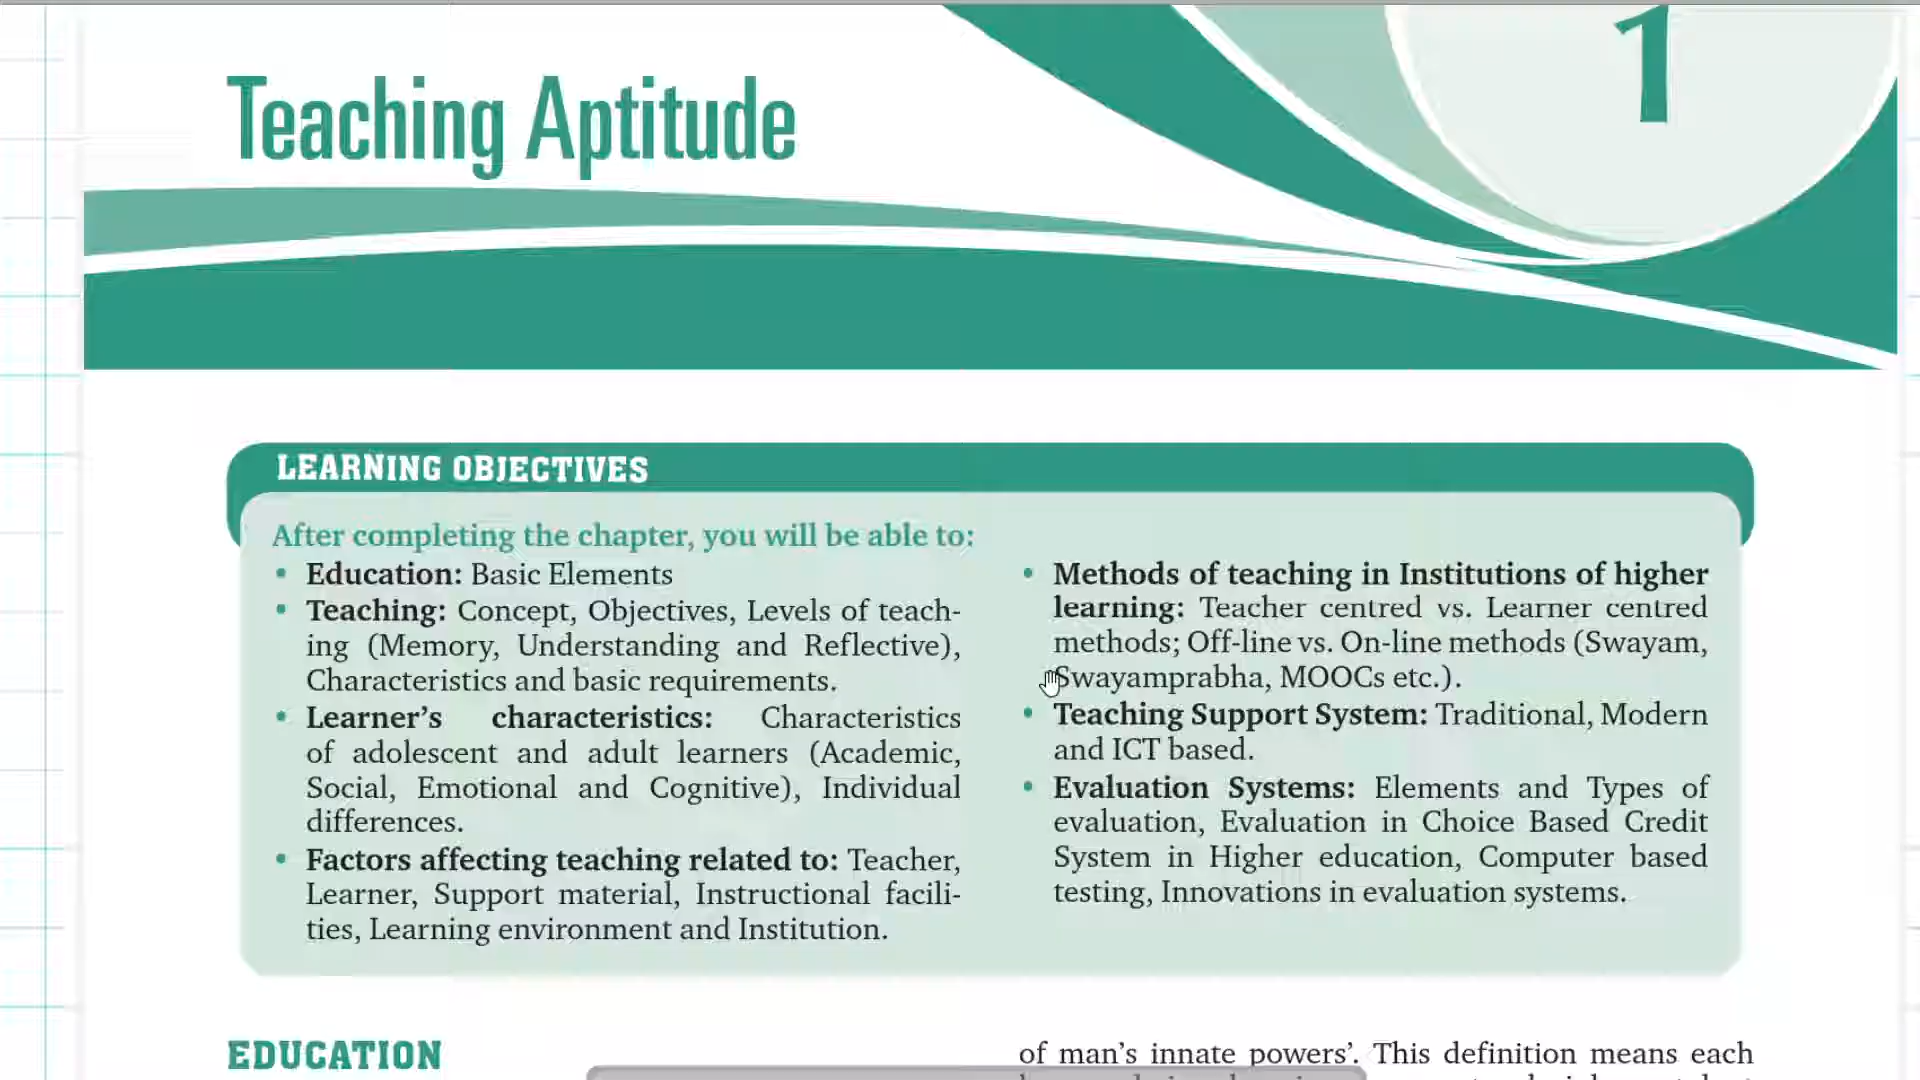 1
Teaching Aptitude
LEARNING OBJECTIVES
After completing the chapter, you will be able to:
• Education: Basic Elements
• Teaching: Concept, Objectives, Levels of teach-
ing (Memory, Understanding and Reflective),
Characteristics and basic requirements.
• Learner's characteristics: Characteristics
of adolescent and adult learners (Academic,
Social, Emotional and Cognitive), Individual
differences.
• Factors affecting teaching related to: Teacher,
Learner, Support material, Instructional facili-
ties, Learning environment and Institution.
• Methods of teaching in Institutions of higher
learning: Teacher centred vs. Learner centred
methods; Off-line vs. On-line methods (Swayam,
Swayamprabha, MOOCs etc.).
• Teaching Support System: Traditional, Modern
and ICT based.
• Evaluation Systems: Elements and Types of
evaluation, Evaluation in Choice Based Credit
System in Higher education, Computer based
testing, Innovations in evaluation systems.
EDUCATION
of man's innate powers'. This definition means each